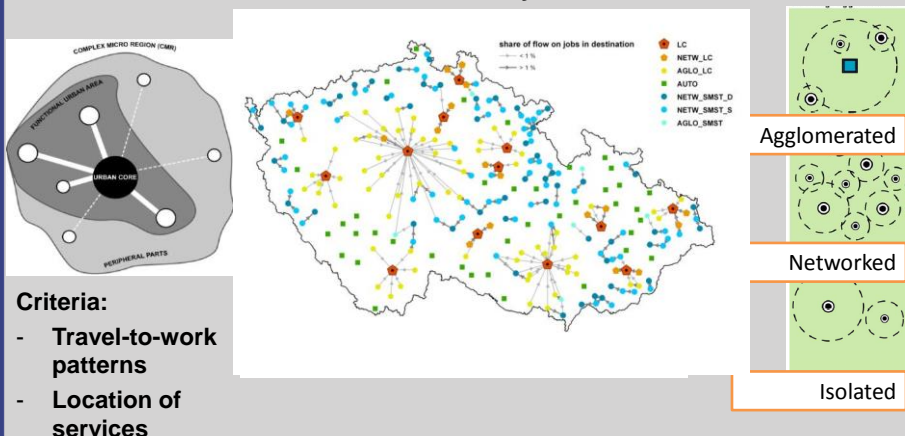 COMPLEX MICRO REGION (CMR)
FUNCTIONAL URBAN AREA
URBAN CORE
PERIPHERAL PARTS
Criteria:
- Travel-to-work
patterns
- Location of
services
share of flow on jobs in destination
< 1 %
> 1 %
LC
NETW_LC
AGLO_LC
AUTO
NETW_SMST_D
NETW_SMST_S
AGLO_SMST
Agglomerated
Networked
Isolated